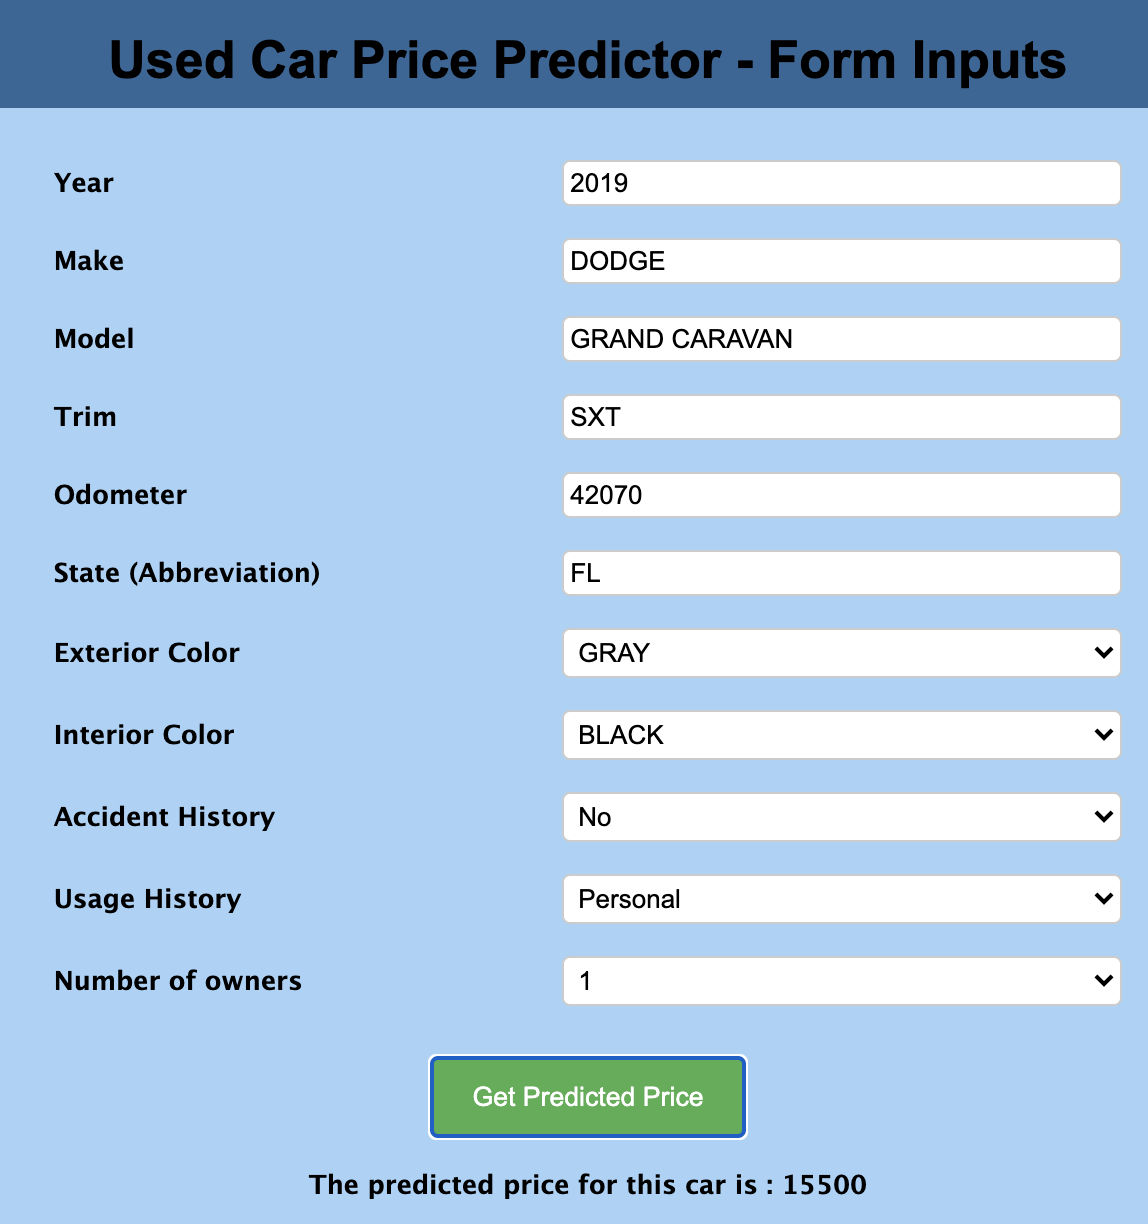 Used Car Price Predictor - Form Inputs
Year 2019
Make DODGE
Model GRAND CARAVAN
Trim SXT
Odometer 42070
State (Abbreviation) FL
Exterior Color GRAY
Interior Color BLACK
Accident History No
Usage History Personal
Number of owners 1
Get Predicted Price
The predicted price for this car is : 15500